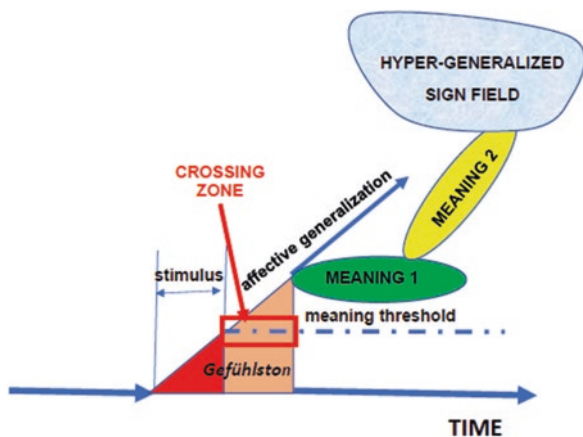 HYPER-GENERALIZED
SIGN FIELD
CROSSING
ZONE
affective generalization
MEANING 2
stimulus
MEANING 1
meaning threshold
Gefühlston
TIME